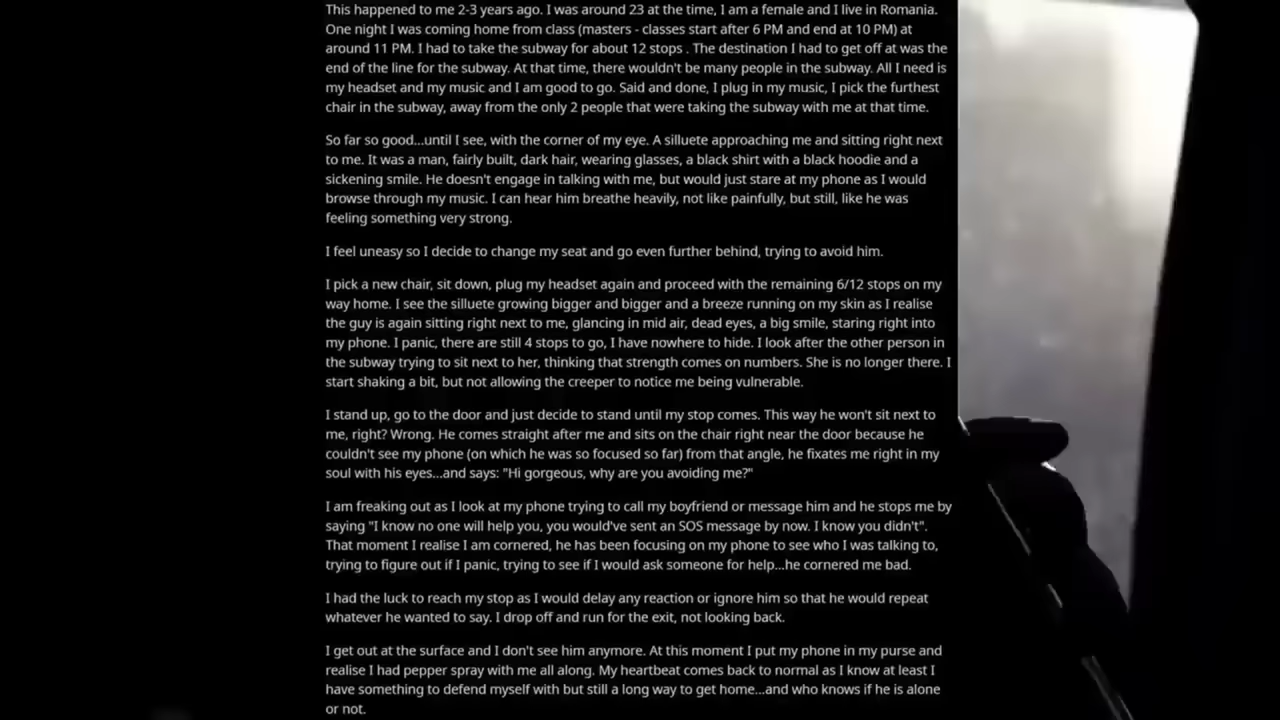 This happened to me 2-3 years ago. I was around 23 at the time, I am a female and I live in Romania.
One night I was coming home from class (masters - classes start after 6 PM and end at 10 PM) at
around 11 PM. I had to take the subway for about 12 stops . The destination I had to get off at was the
end of the line for the subway. At that time, there wouldn't be many people in the subway. All I need is
my headset and my music and I am good to go. Said and done, I plug in my music, I pick the furthest
chair in the subway, away from the only 2 people that were taking the subway with me at that time.
So far so good...until I see, with the corner of my eye. A silluete approaching me and sitting right next
to me. It was a man, fairly built, dark hair, wearing glasses, a black shirt with a black hoodie and a
sickening smile. He doesn't engage in talking with me, but would just stare at my phone as I would
browse through my music. I can hear him breathe heavily, not like painfully, but still, like he was
feeling something very strong.
I feel uneasy so I decide to change my seat and go even further behind, trying to avoid him.
I pick a new chair, sit down, plug my headset again and proceed with the remaining 6/12 stops on my
way home. I see the silluete growing bigger and bigger and a breeze running on my skin as I realise
the guy is again sitting right next to me, glancing in mid air, dead eyes, a big smile, staring right into
my phone. I panic, there are still 4 stops to go, I have nowhere to hide. I look after the other person in
the subway trying to sit next to her, thinking that strength comes on numbers. She is no longer there. I
start shaking a bit, but not allowing the creeper to notice me being vulnerable.
I stand up, go to the door and just decide to stand until my stop comes. This way he won't sit next to
me, right? Wrong. He comes straight after me and sits on the chair right near the door because he
couldn't see my phone (on which he was so focused so far) from that angle, he fixates me right in my
soul with his eyes...and says: "Hi gorgeous, why are you avoiding me?"
I am freaking out as I look at my phone trying to call my boyfriend or message him and he stops me by
saying "I know no one will help you, you would've sent an SOS message by now. I know you didn't".
That moment I realise I am cornered, he has been focusing on my phone to see who I was talking to,
trying to figure out if I panic, trying to see if I would ask someone for help...he cornered me bad.
I had the luck to reach my stop as I would delay any reaction or ignore him so that he would repeat
whatever he wanted to say. I drop off and run for the exit, not looking back.
I get out at the surface and I don't see him anymore. At this moment I put my phone in my purse and
realise I had pepper spray with me all along. My heartbeat comes back to normal as I know at least I
have something to defend myself with but still a long way to get home...and who knows if he is alone
or not.